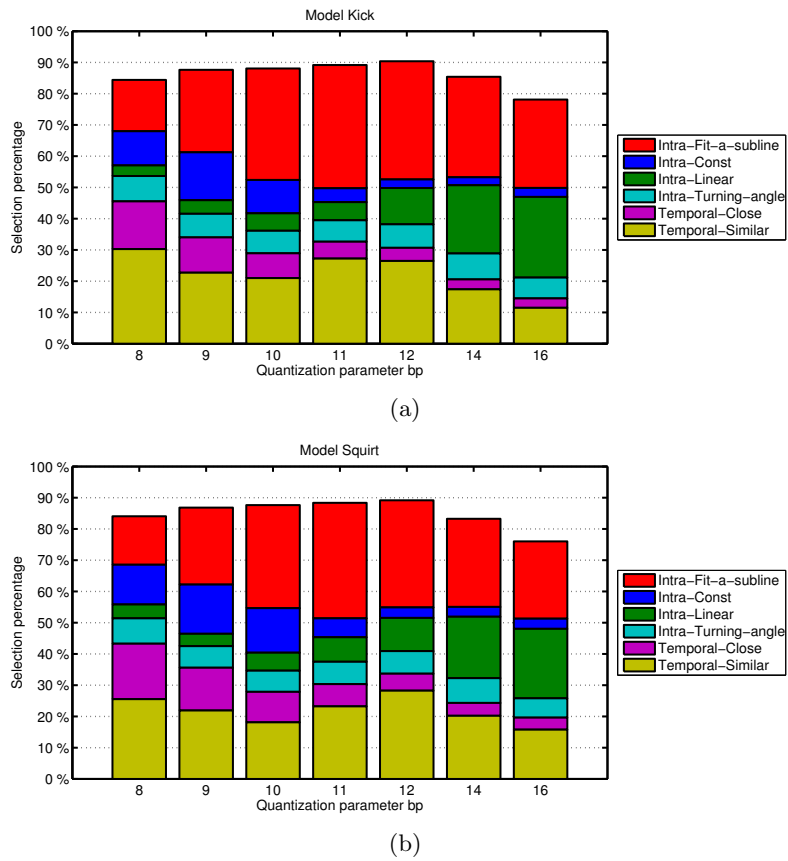 Model Kick
100 %
90 %
80 %
70 %
60 %
50 %
40 %
30 %
20 %
10 %
0 %
Selection percentage
8 9 10 11 12 14 16
Quantization parameter bp
Intra−Fit−a−subline
Intra−Const
Intra−Linear
Intra−Turning−angle
Temporal−Close
Temporal−Similar
(a)
Model Squirt
100 %
90 %
80 %
70 %
60 %
50 %
40 %
30 %
20 %
10 %
0 %
Selection percentage
8 9 10 11 12 14 16
Quantization parameter bp
Intra−Fit−a−subline
Intra−Const
Intra−Linear
Intra−Turning−angle
Temporal−Close
Temporal−Similar
(b)